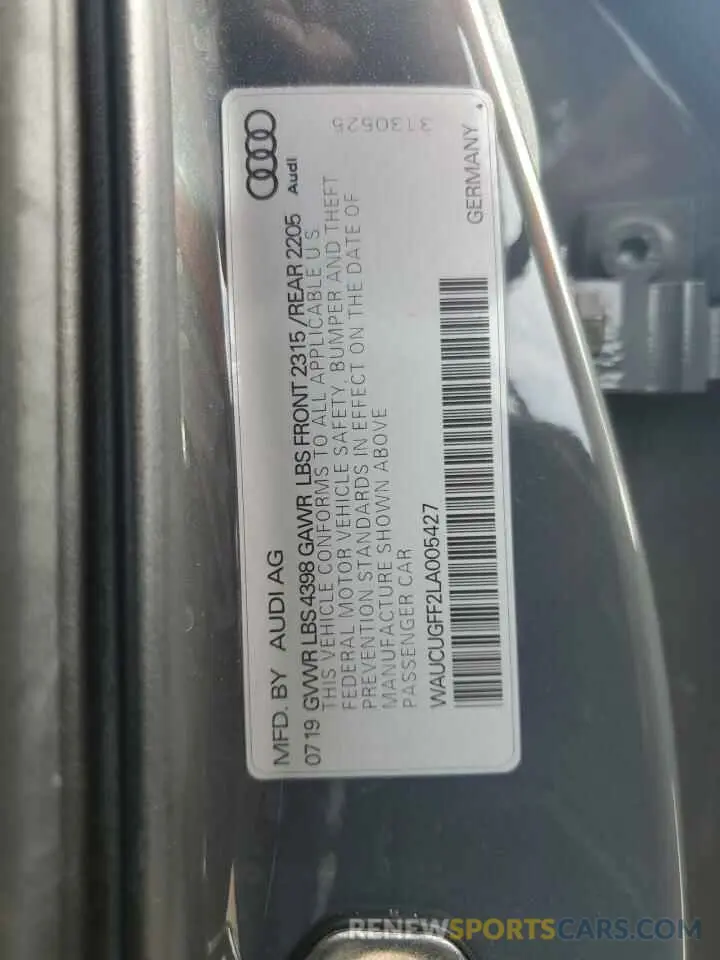 MFD. BY AUDI AG
0719 GVWR LBS 4398 GAWR LBS FRONT 2315 /REAR 2205
THIS VEHICLE CONFORMS TO ALL APPLICABLE U S
FEDERAL MOTOR VEHICLE SAFETY, BUMPER AND THEFT
PREVENTION STANDARDS IN EFFECT ON THE DATE OF
MANUFACTURE SHOWN ABOVE
PASSENGER CAR
WAUCUGFF2LA005427
Audi
3130525
GERMANY
RENEWSPORTSCARS.COM